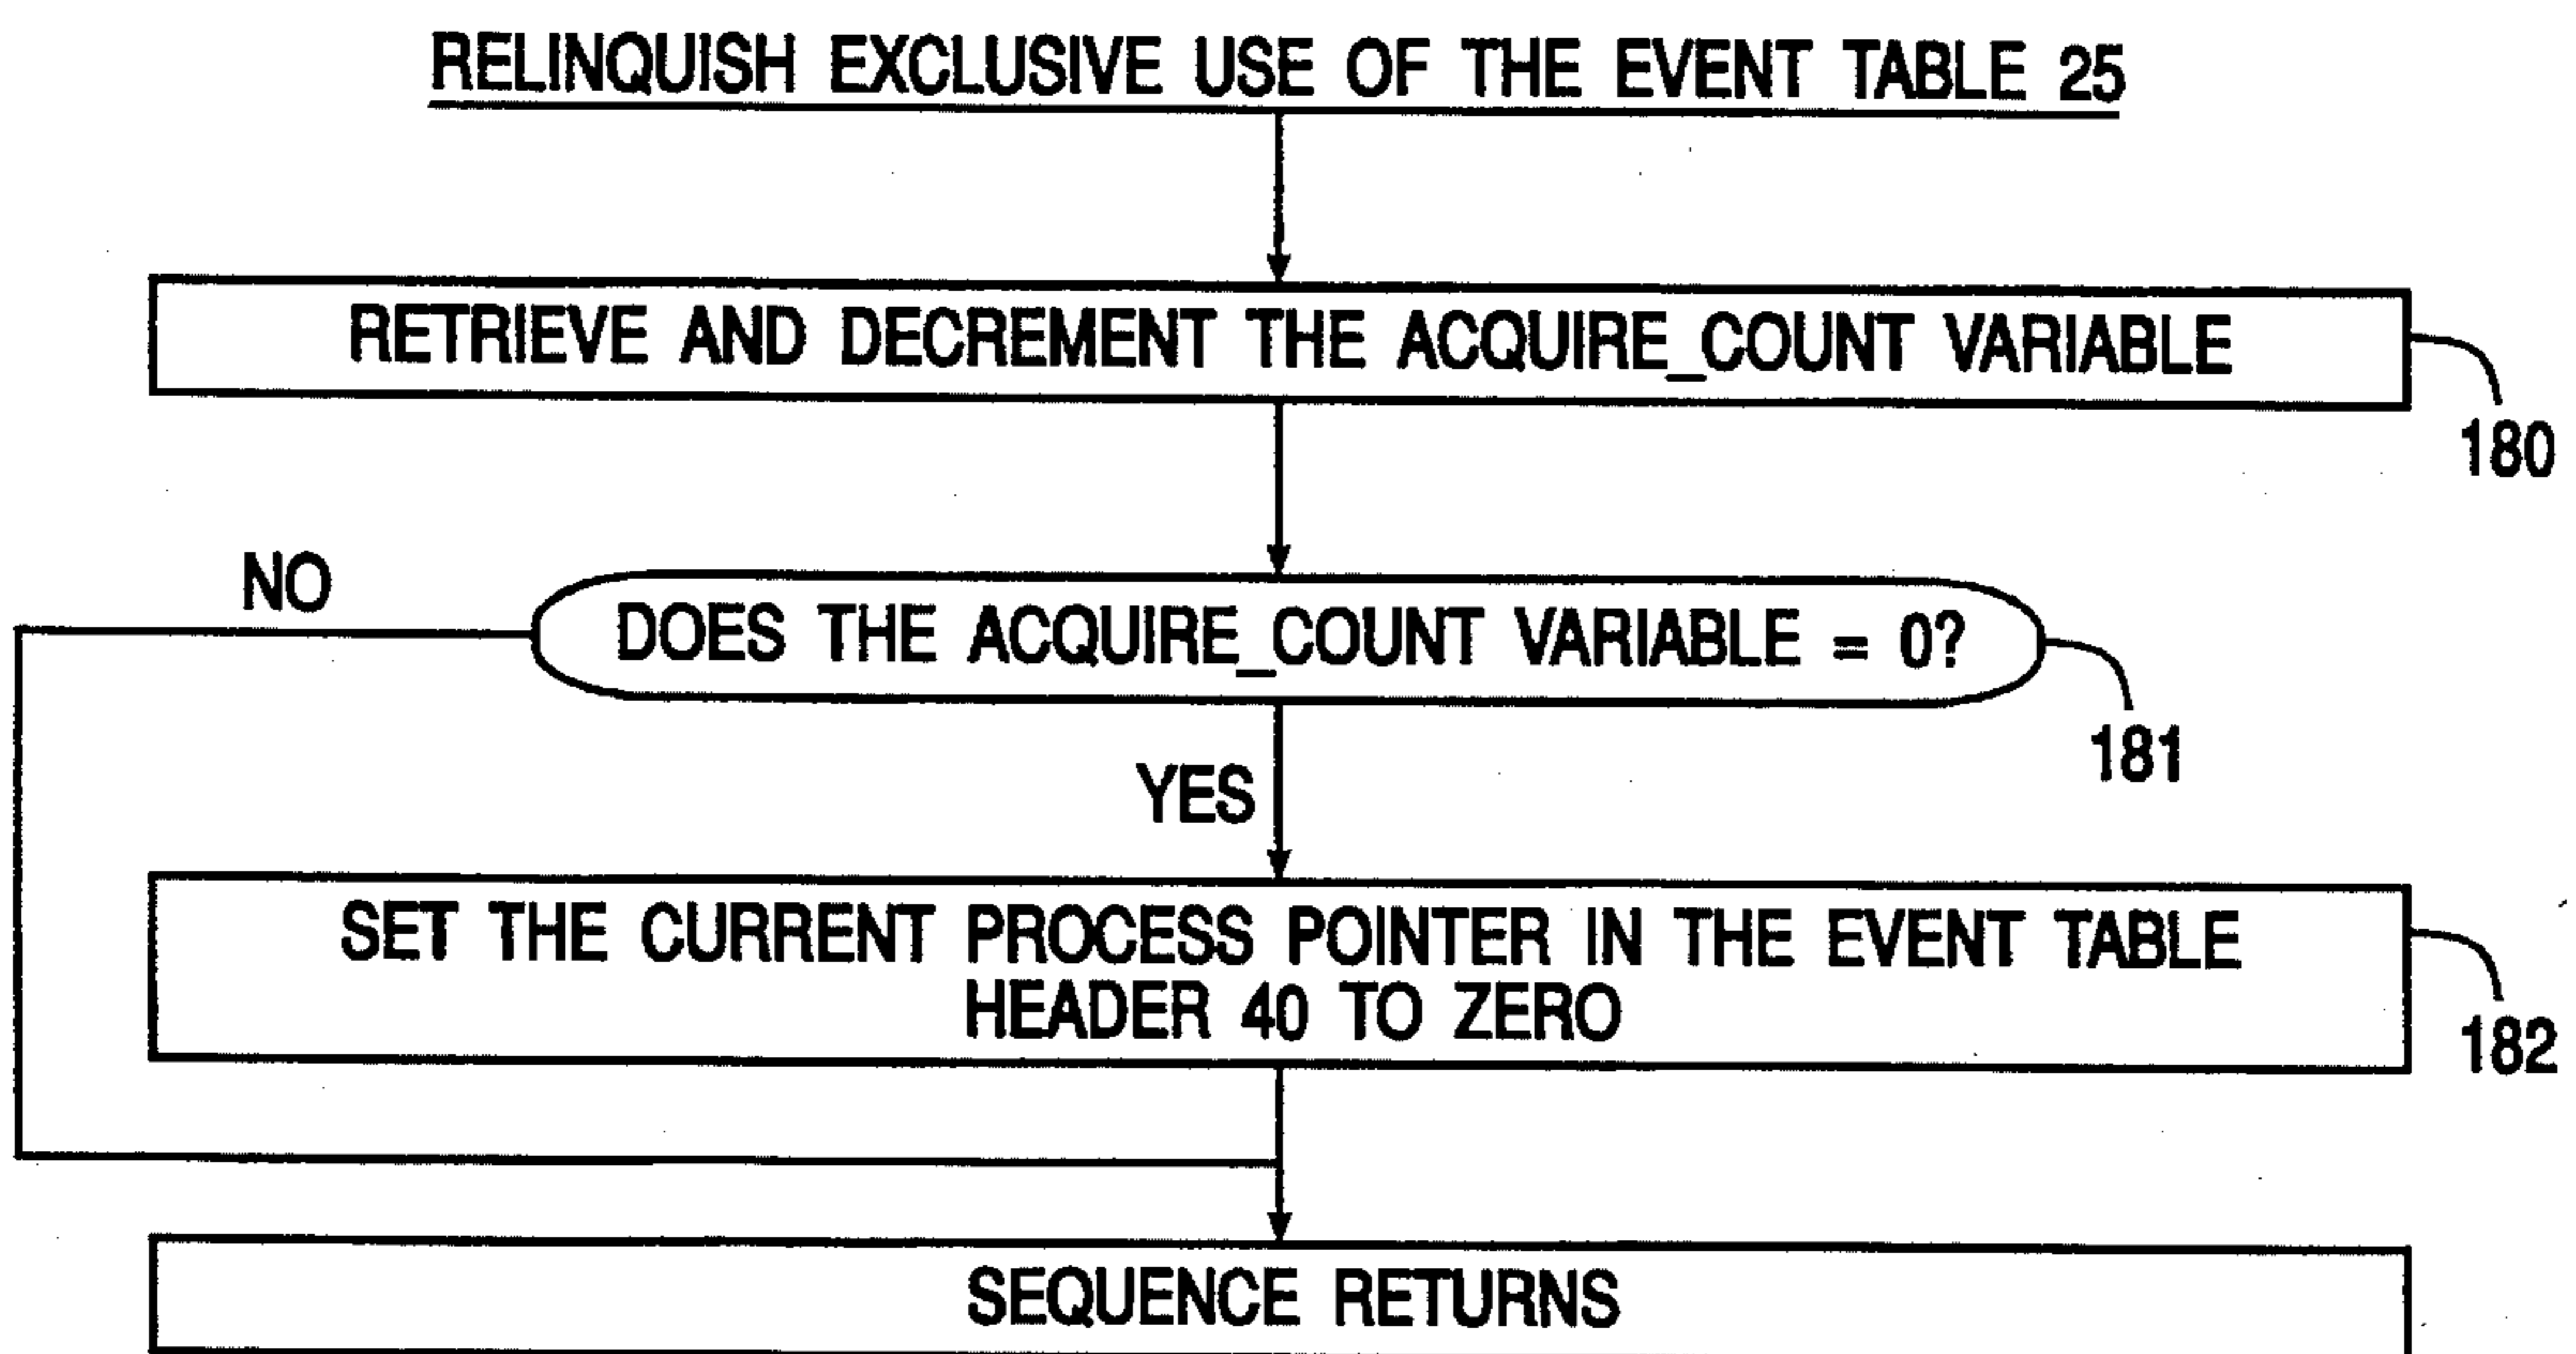 RELINQUISH EXCLUSIVE USE OF THE EVENT TABLE 25
RETRIEVE AND DECREMENT THE ACQUIRE_COUNT VARIABLE
180
NO
DOES THE ACQUIRE_COUNT VARIABLE = 0?
181
YES
SET THE CURRENT PROCESS POINTER IN THE EVENT TABLE
HEADER 40 TO ZERO
182
SEQUENCE RETURNS